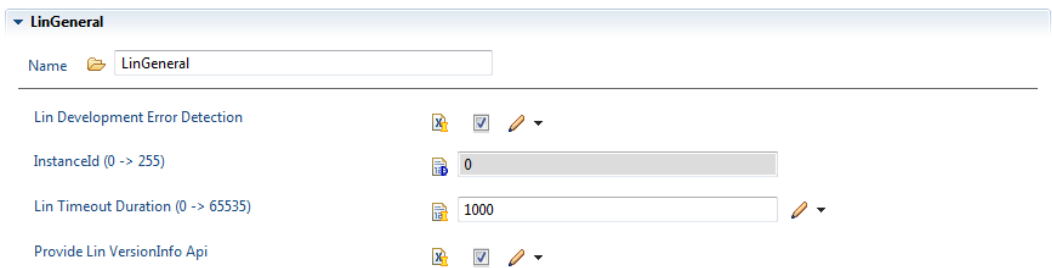 LinGeneral
Name LinGeneral
Lin Development Error Detection
InstanceId (0 -> 255) 0
Lin Timeout Duration (0 -> 65535) 1000
Provide Lin VersionInfo Api